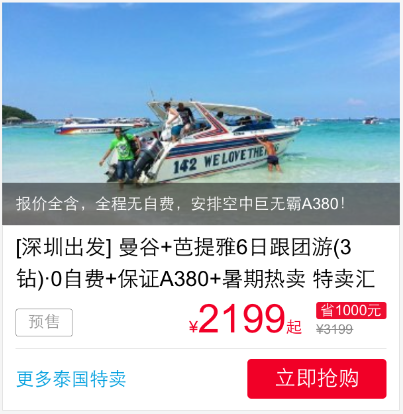 142 WE LOVE THE
报价全含，全程无自费，安排空中巨无霸A380！
[深圳出发] 曼谷+芭提雅6日跟团游(3
钻)·0自费+保证A380+暑期热卖 特卖汇
预售
¥2199起
省1000元
¥3199
更多泰国特卖
立即抢购